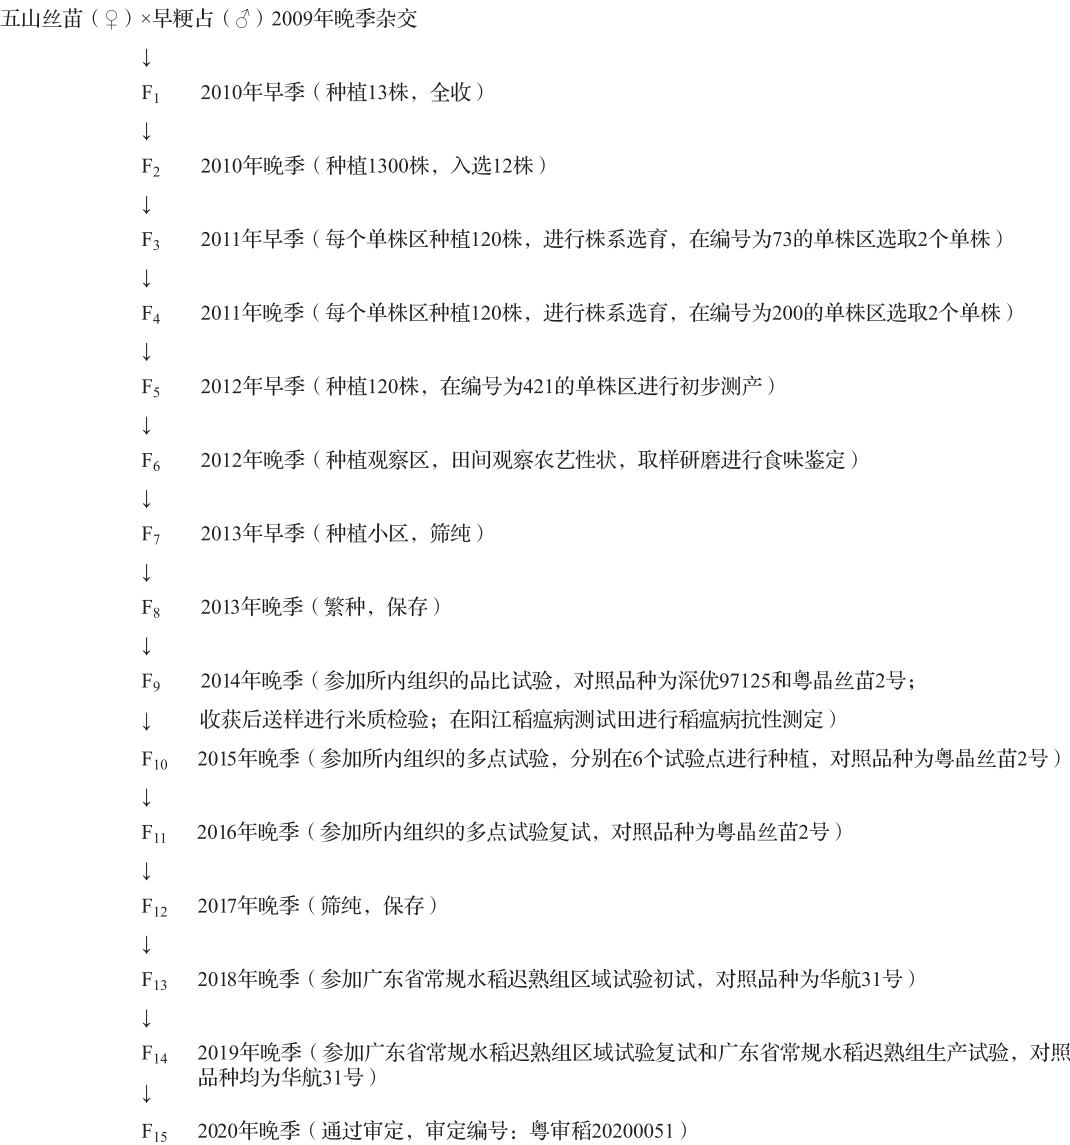 五山丝苗（♀）×早粳占（♂）2009年晚季杂交
↓
F₁ 2010年早季（种植13株，全收）
↓
F₂ 2010年晚季（种植1300株，入选12株）
↓
F₃ 2011年早季（每个单株区种植120株，进行株系选育，在编号为73的单株区选取2个单株）
↓
F₄ 2011年晚季（每个单株区种植120株，进行株系选育，在编号为200的单株区选取2个单株）
↓
F₅ 2012年早季（种植120株，在编号为421的单株区进行初步测产）
↓
F₆ 2012年晚季（种植观察区，田间观察农艺性状，取样研磨进行食味鉴定）
↓
F₇ 2013年早季（种植小区，筛纯）
↓
F₈ 2013年晚季（繁种，保存）
↓
F₉ 2014年晚季（参加所内组织的品比试验，对照品种为深优97125和粤晶丝苗2号；
↓ 收获后送样进行米质检验；在阳江稻瘟病测试田进行稻瘟病抗性测定）
F₁₀ 2015年晚季（参加所内组织的多点试验，分别在6个试验点进行种植，对照品种为粤晶丝苗2号）
↓
F₁₁ 2016年晚季（参加所内组织的多点试验复试，对照品种为粤晶丝苗2号）
↓
F₁₂ 2017年晚季（筛纯，保存）
↓
F₁₃ 2018年晚季（参加广东省常规水稻迟熟组区域试验初试，对照品种为华航31号）
↓
F₁₄ 2019年晚季（参加广东省常规水稻迟熟组区域试验复试和广东省常规水稻迟熟组生产试验，对照
品种均为华航31号）
↓
F₁₅ 2020年晚季（通过审定，审定编号：粤审稻20200051）